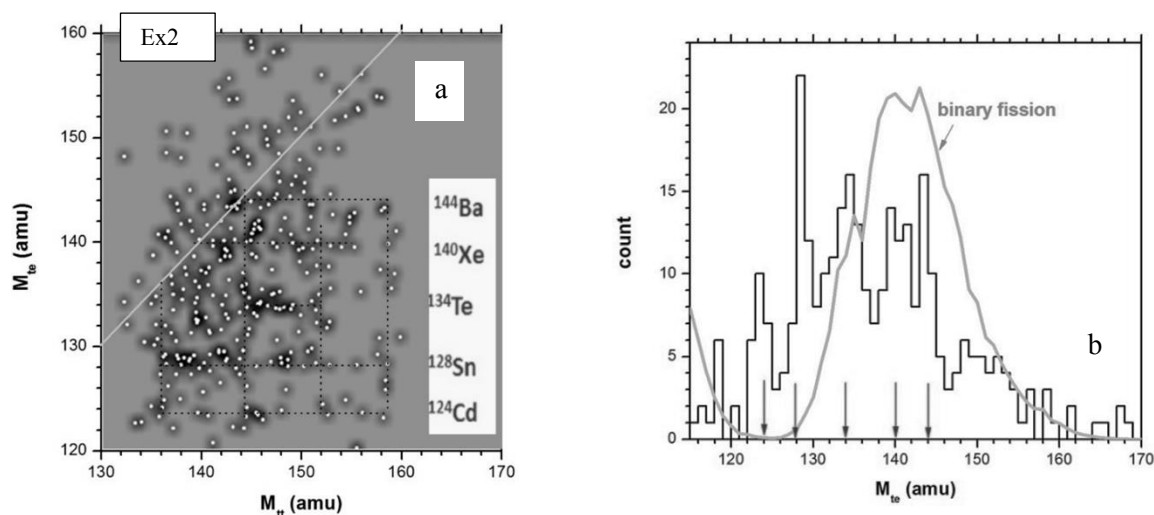 Ex2
a
160
150
140
130
120
M_te (amu)
¹⁴⁴Ba
¹⁴⁰Xe
¹³⁴Te
¹²⁸Sn
¹²⁴Cd
130 140 150 160 170
M_tt (amu)
20
15
10
5
0
count
binary fission
b
120 130 140 150 160 170
M_te (amu)